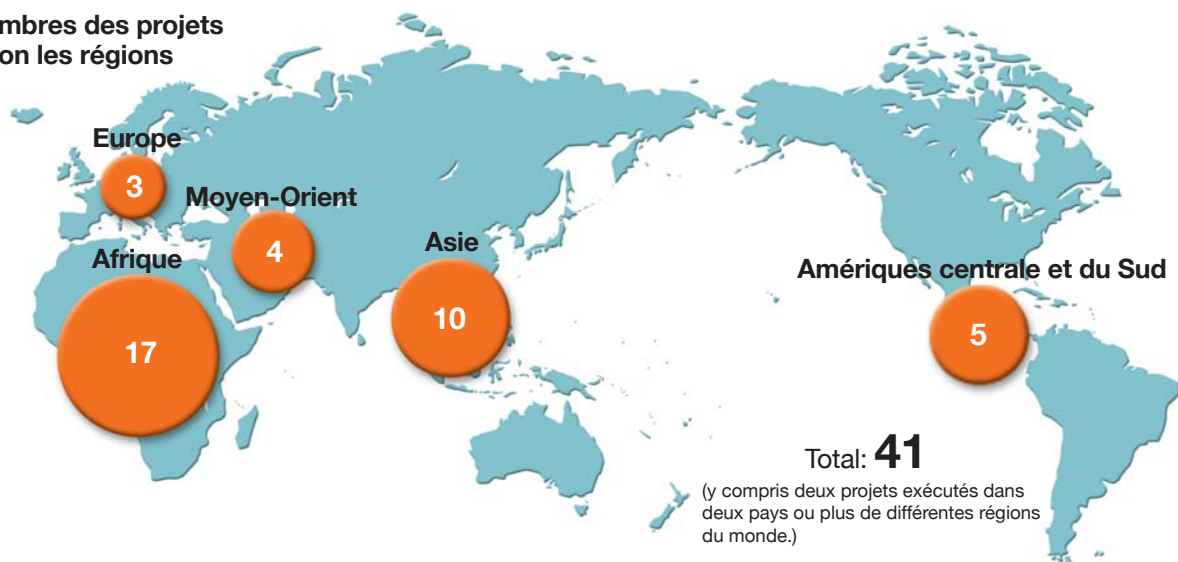 mbres des projets
on les régions
Europe
3
Moyen-Orient
4
Afrique
17
Asie
10
Amériques centrale et du Sud
5
Total: 41
(y compris deux projets exécutés dans
deux pays ou plus de différentes régions
du monde.)